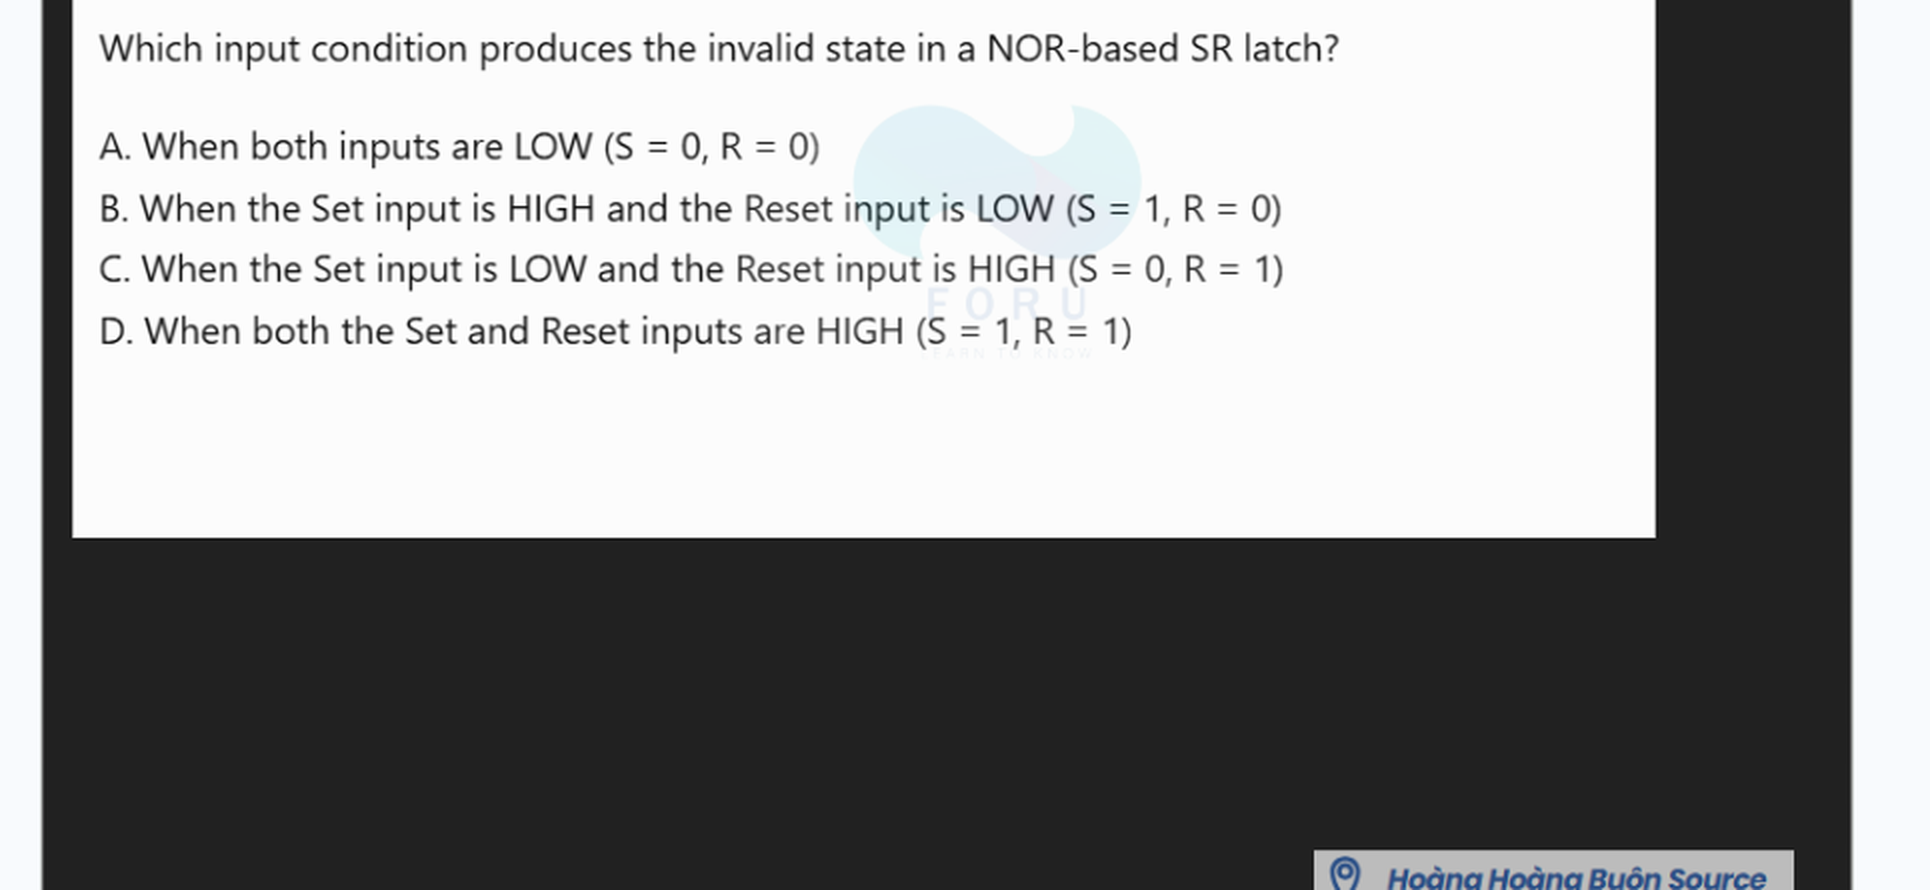 Which input condition produces the invalid state in a NOR-based SR latch?
A. When both inputs are LOW (S = 0, R = 0)
B. When the Set input is HIGH and the Reset input is LOW (S = 1, R = 0)
C. When the Set input is LOW and the Reset input is HIGH (S = 0, R = 1)
FORU
D. When both the Set and Reset inputs are HIGH (S = 1, R = 1)
LEARN TO KNOW
Hoàng Hoàng Buôn Source